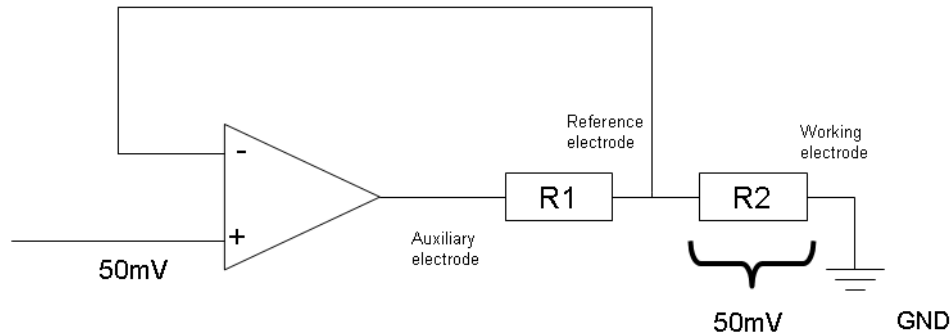 -
Reference
electrode
Working
electrode
R1
R2
+
Auxiliary
electrode
50mV
50mV
GND